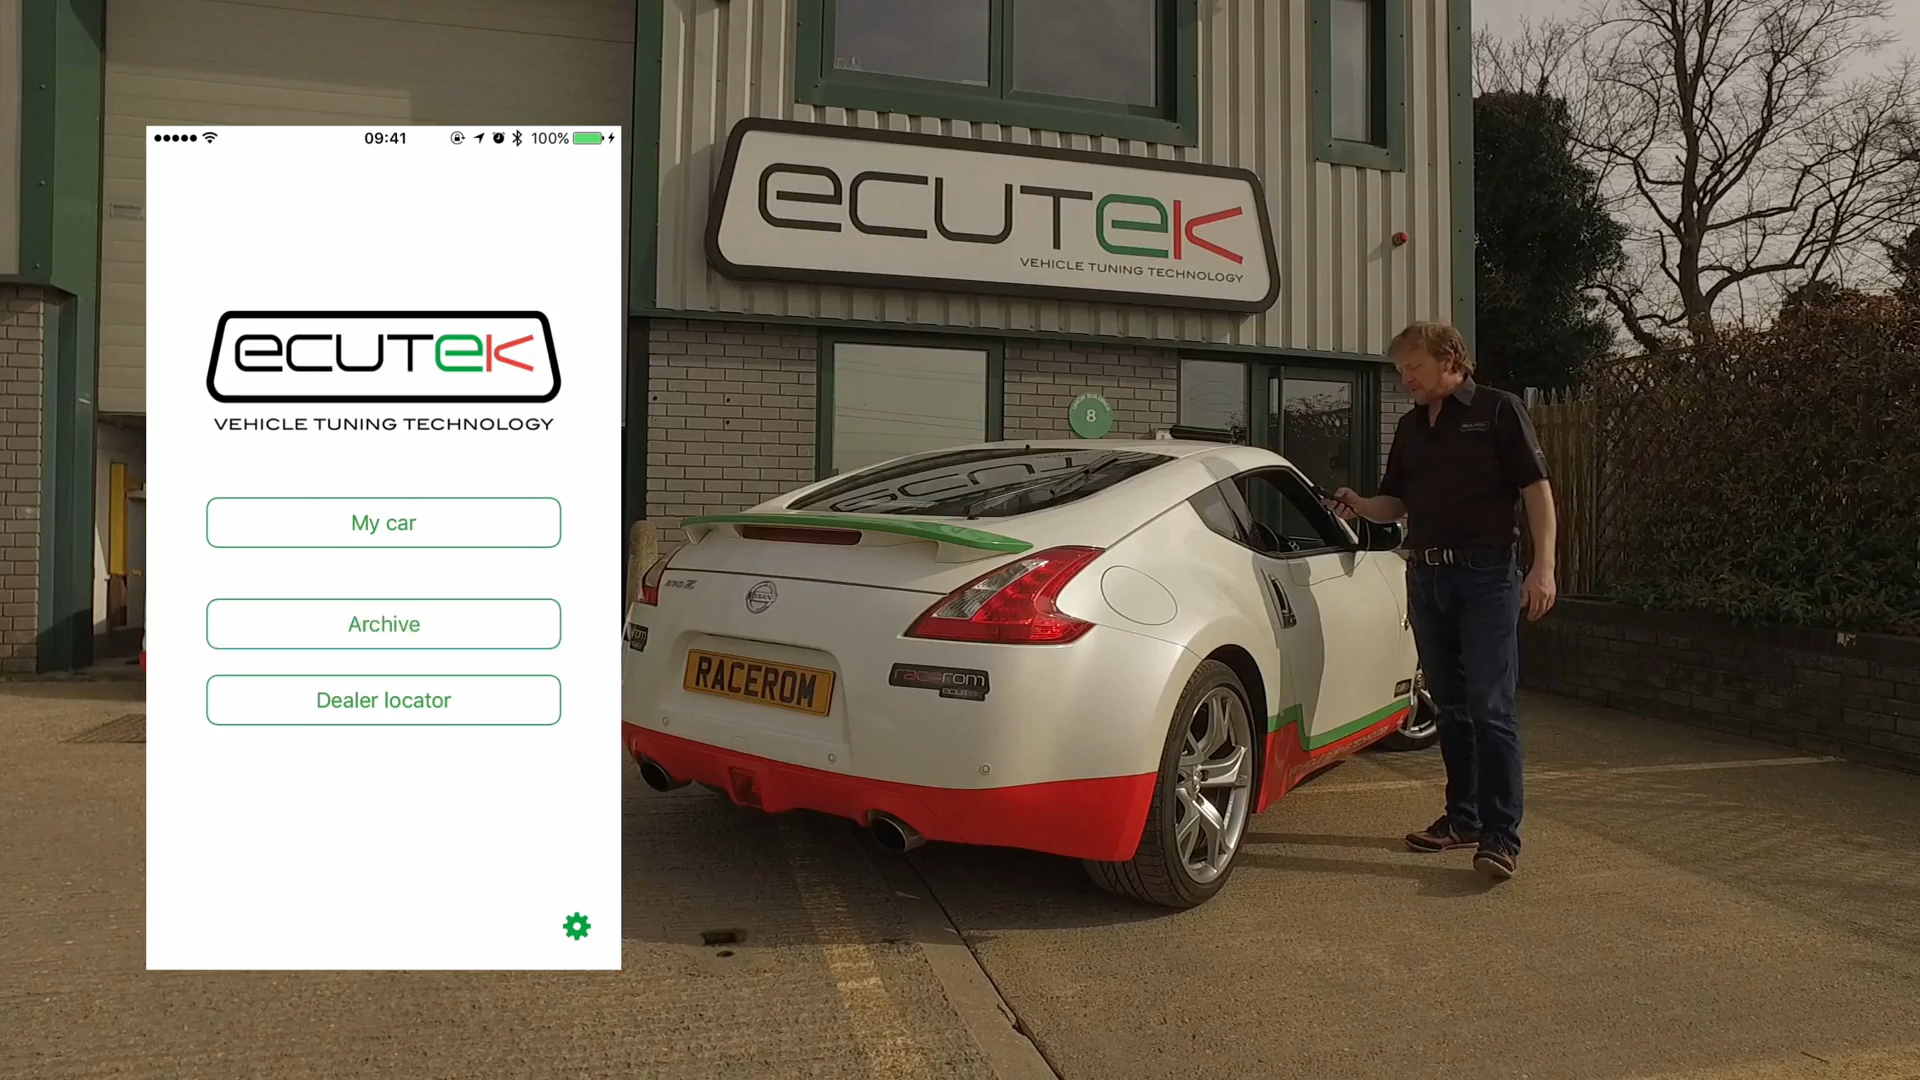 09:41
100%
ecutek
VEHICLE TUNING TECHNOLOGY
My car
Archive
Dealer locator
ecutek
VEHICLE TUNING TECHNOLOGY
8
370Z
NISSAN
RACEROM
racerom
ecutek